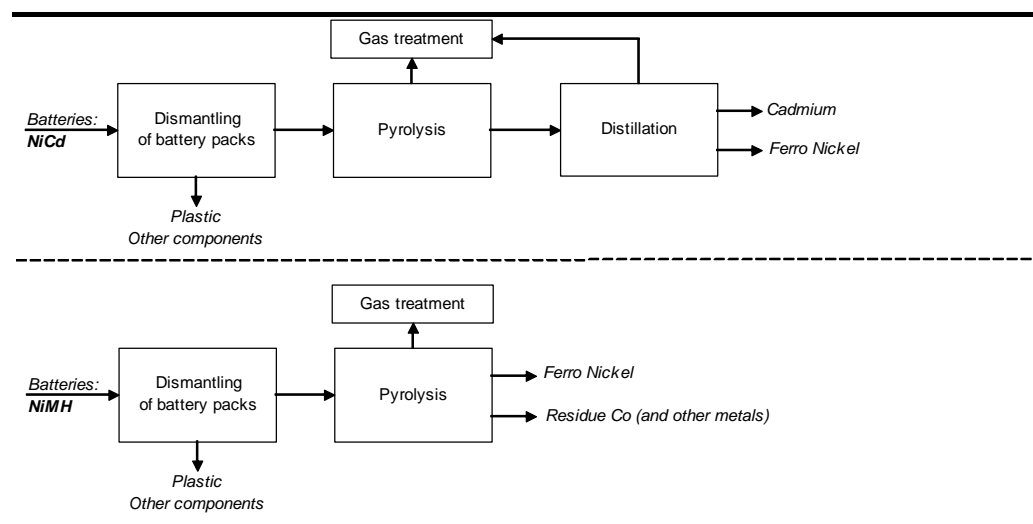 Gas treatment
Batteries:
NiCd
Dismantling
of battery packs
Pyrolysis
Distillation
Cadmium
Ferro Nickel
Plastic
Other components
Gas treatment
Batteries:
NiMH
Dismantling
of battery packs
Pyrolysis
Ferro Nickel
Residue Co (and other metals)
Plastic
Other components